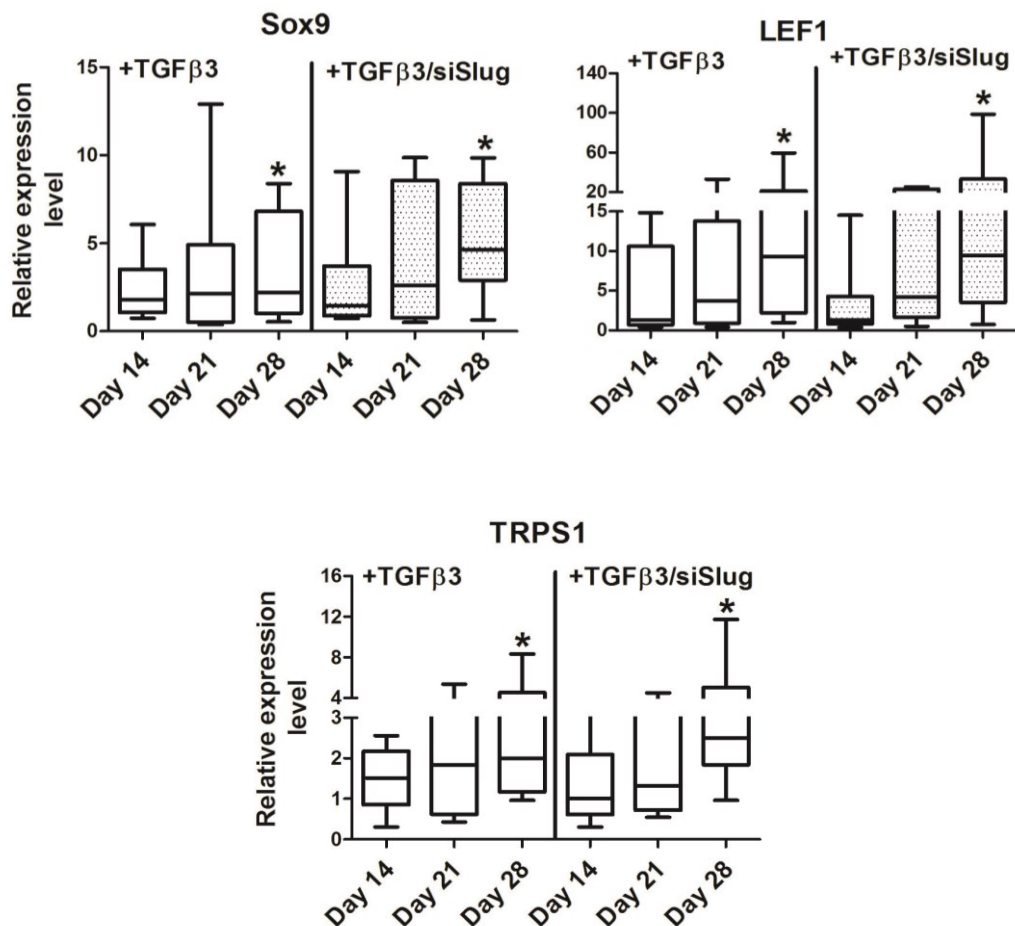 Sox9
+TGFβ3 +TGFβ3/siSlug
Relative expression
level
15
10
5
0
* *
Day 14 Day 21 Day 28 Day 14 Day 21 Day 28
LEF1
+TGFβ3 +TGFβ3/siSlug
140
100
60
20
15
10
5
0
* *
Day 14 Day 21 Day 28 Day 14 Day 21 Day 28
TRPS1
+TGFβ3 +TGFβ3/siSlug
Relative expression
level
16
12
8
4
3
2
1
0
* *
Day 14 Day 21 Day 28 Day 14 Day 21 Day 28